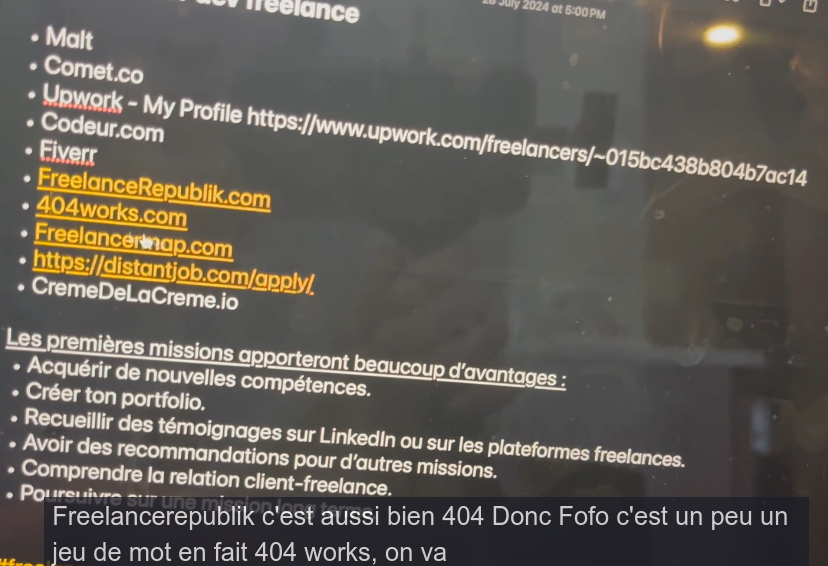 dev freelance
July 2024 at 5:00 PM
• Malt
• Comet.co
• Upwork - My Profile https://www.upwork.com/freelancers/~015bc438b804b7ac14
• Codeur.com
• Fiverr
• FreelanceRepublik.com
• 404works.com
• Freelancermap.com
• https://distantjob.com/apply/
• CremeDeLaCreme.io
Les premières missions apporteront beaucoup d'avantages :
• Acquérir de nouvelles compétences.
• Créer ton portfolio.
• Recueillir des témoignages sur LinkedIn ou sur les plateformes freelances.
• Avoir des recommandations pour d'autres missions.
• Comprendre la relation client-freelance.
• Poursuivre sur une mission long
Freelancerepublik c'est aussi bien 404 Donc Fofo c'est un peu un
jeu de mot en fait 404 works, on va